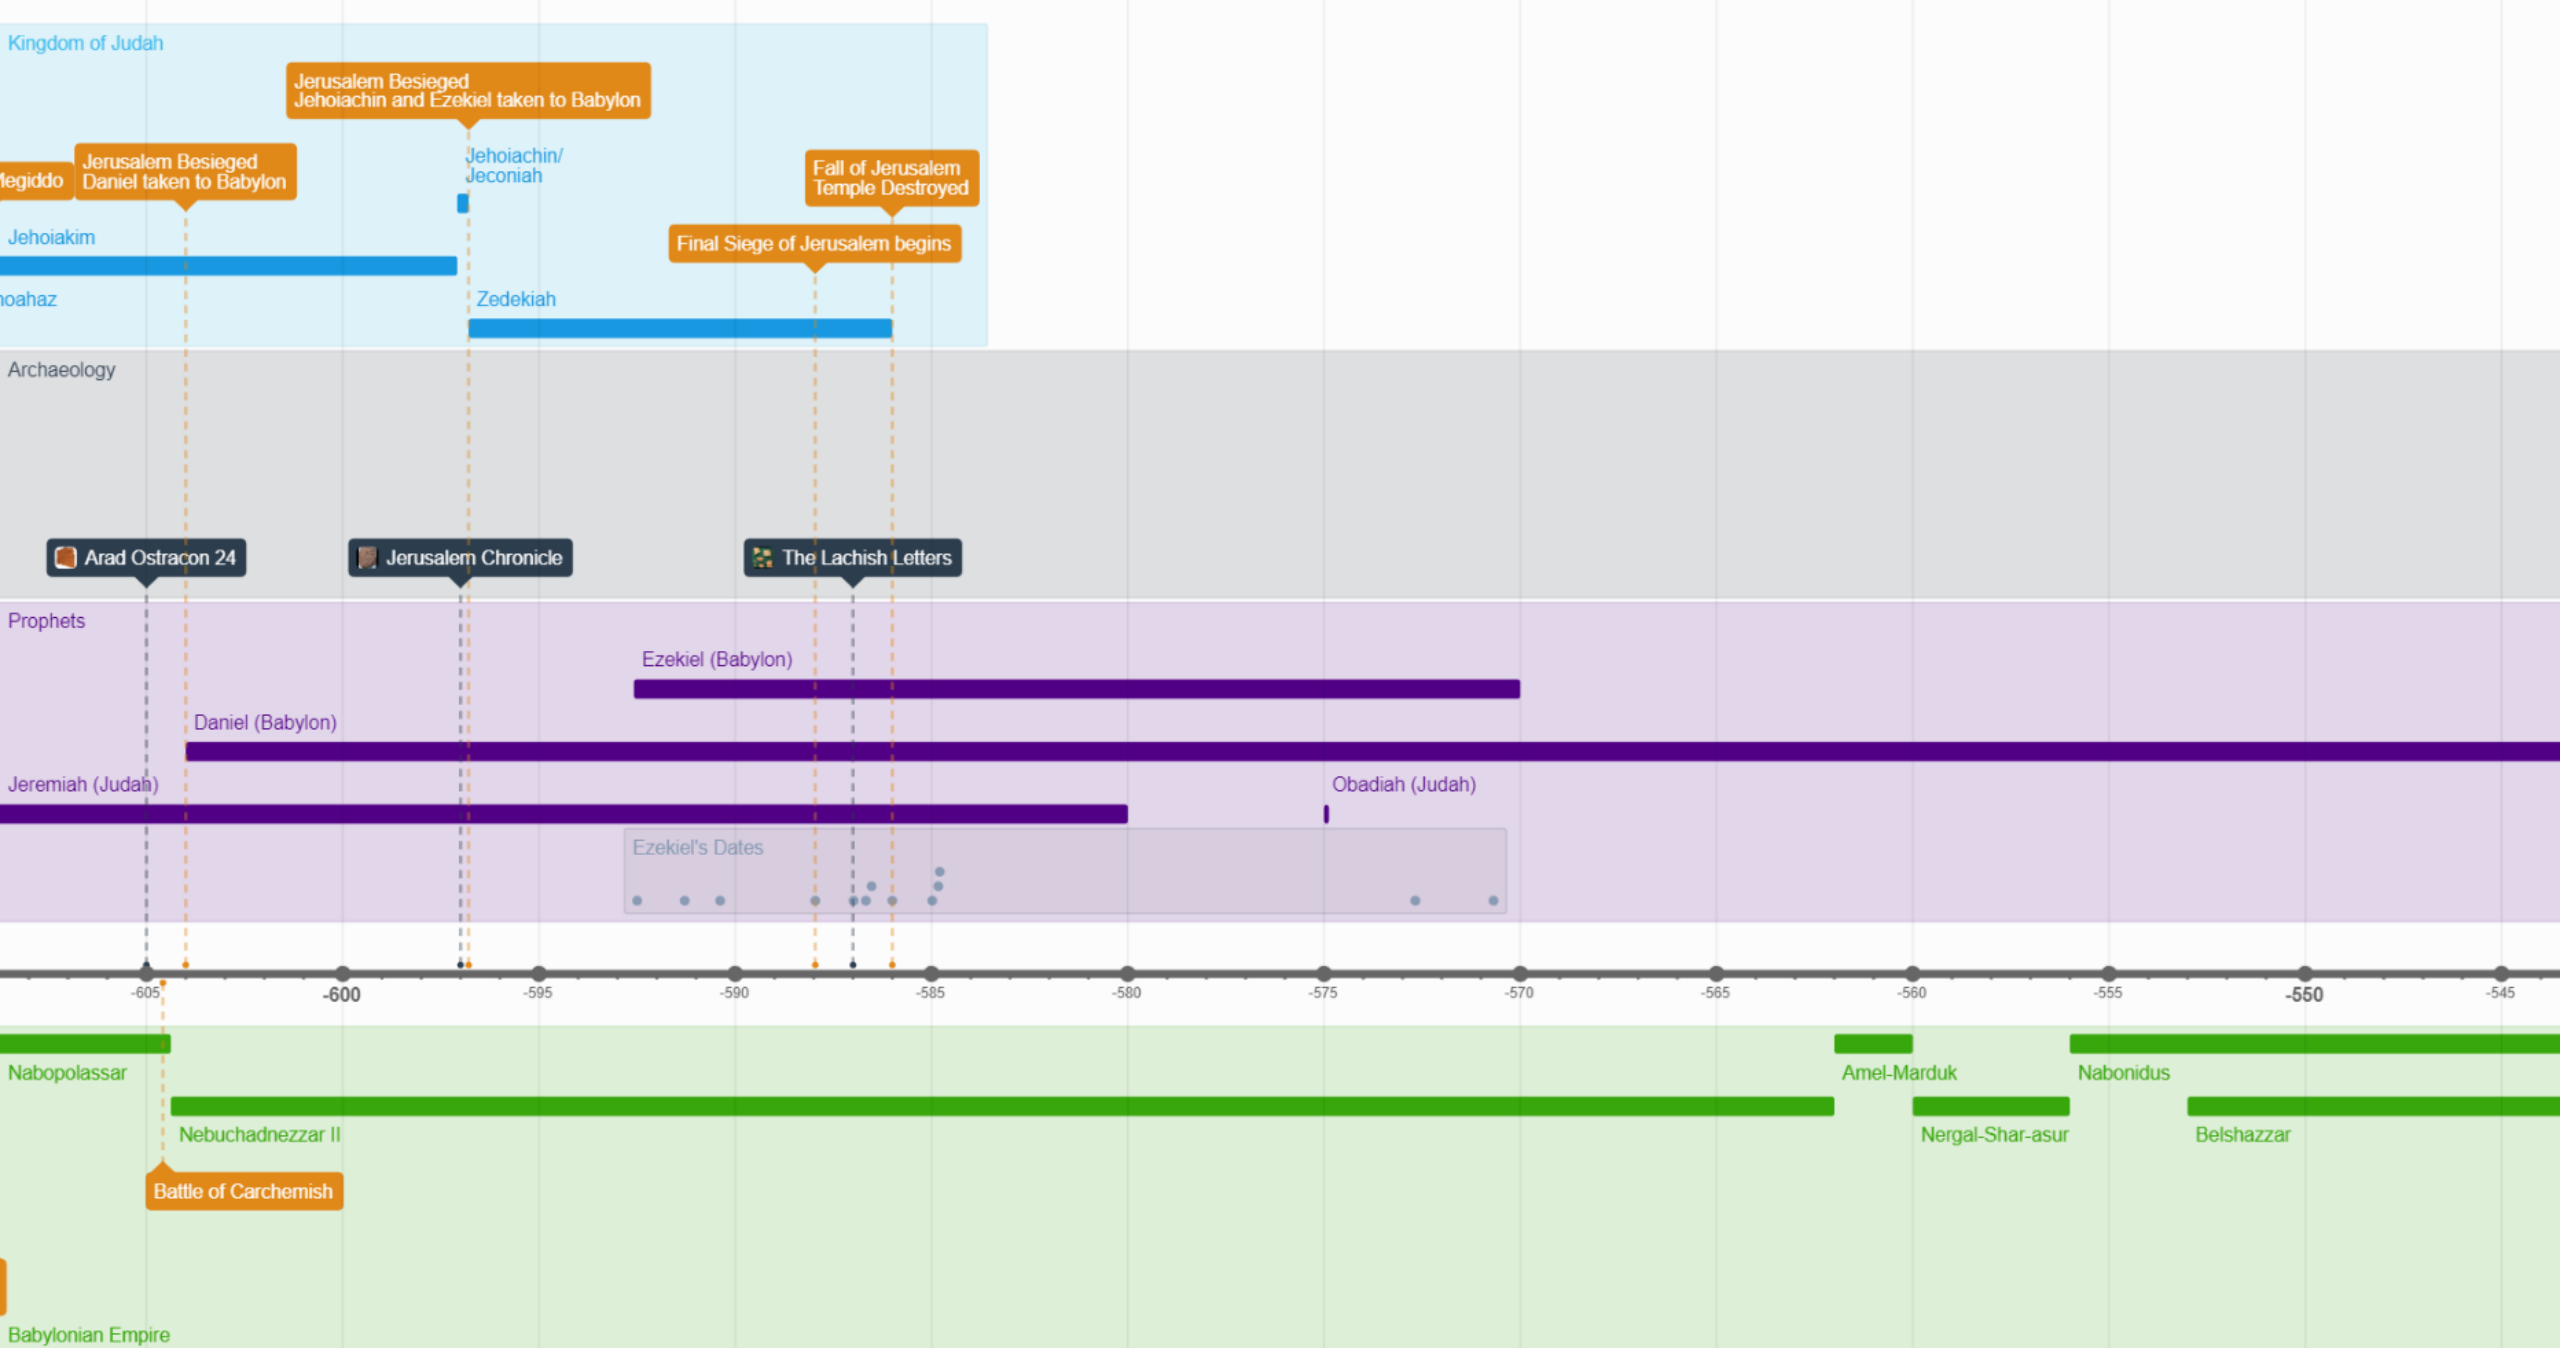 Kingdom of Judah
Jerusalem Besieged
Jehoiachin and Ezekiel taken to Babylon
Jerusalem Besieged
Daniel taken to Babylon
Jehoiachin/
Jeconiah
Fall of Jerusalem
Temple Destroyed
Jehoiakim
Final Siege of Jerusalem begins
Zedekiah
Archaeology
Arad Ostracon 24
Jerusalem Chronicle
The Lachish Letters
Prophets
Ezekiel (Babylon)
Daniel (Babylon)
Jeremiah (Judah)
Obadiah (Judah)
Ezekiel's Dates
-605
-600
-595
-590
-585
-580
-575
-570
-565
-560
-555
-550
-545
Nabopolassar
Amel-Marduk
Nabonidus
Nebuchadnezzar II
Nergal-Shar-asur
Belshazzar
Battle of Carchemish
Babylonian Empire